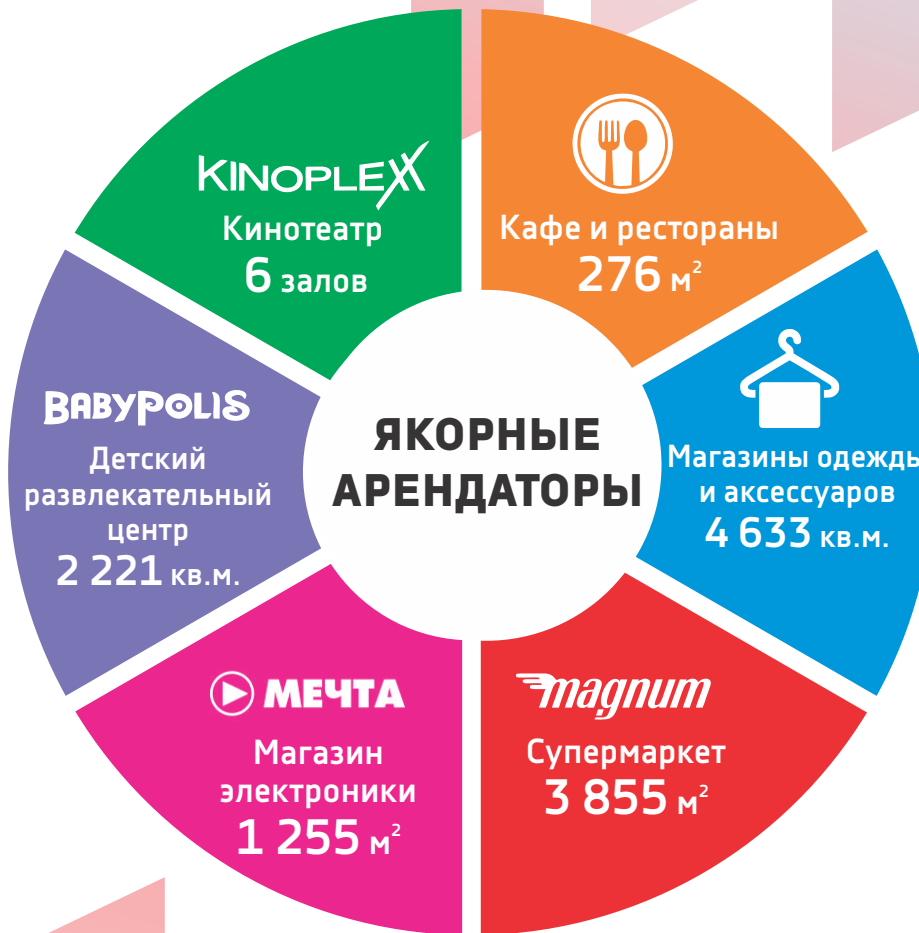 ЯКОРНЫЕ
АРЕНДАТОРЫ
KINOPLEXX
Кинотеатр
6 залов
Кафе и рестораны
276 м²
Магазины одежды
и аксессуаров
4 633 кв.м.
magnum
Супермаркет
3 855 м²
МЕЧТА
Магазин
электроники
1 255 м²
BABYPOLIS
Детский
развлекательный
центр
2 221 кв.м.